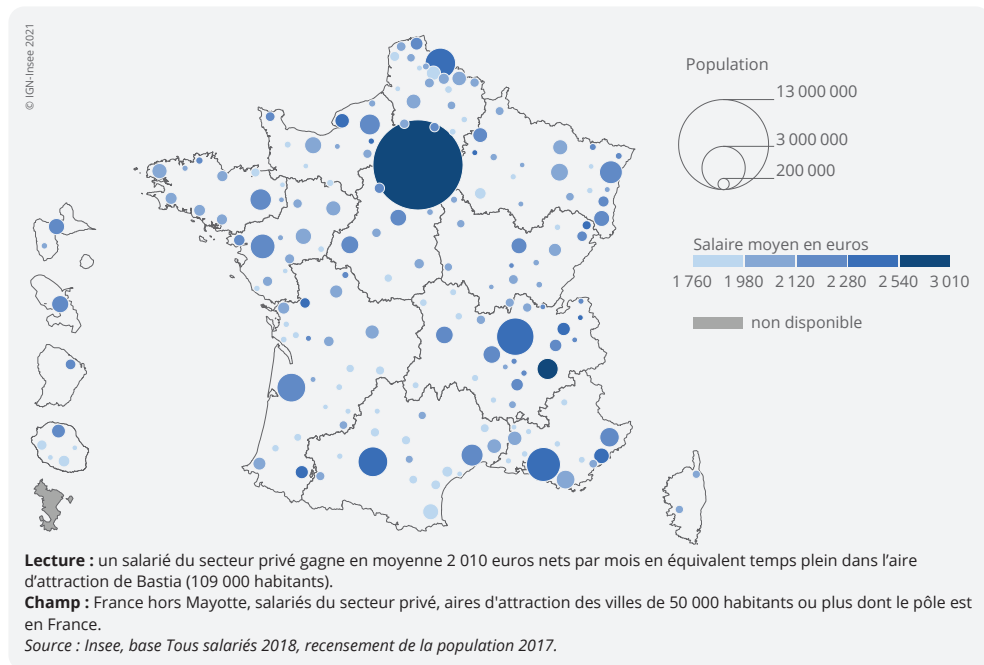 © IGN-Insee 2021
Population
13 000 000
3 000 000
200 000
Salaire moyen en euros
1 760 1 980 2 120 2 280 2 540 3 010
non disponible
Lecture : un salarié du secteur privé gagne en moyenne 2 010 euros nets par mois en équivalent temps plein dans l’aire
d’attraction de Bastia (109 000 habitants).
Champ : France hors Mayotte, salariés du secteur privé, aires d'attraction des villes de 50 000 habitants ou plus dont le pôle est
en France.
Source : Insee, base Tous salariés 2018, recensement de la population 2017.